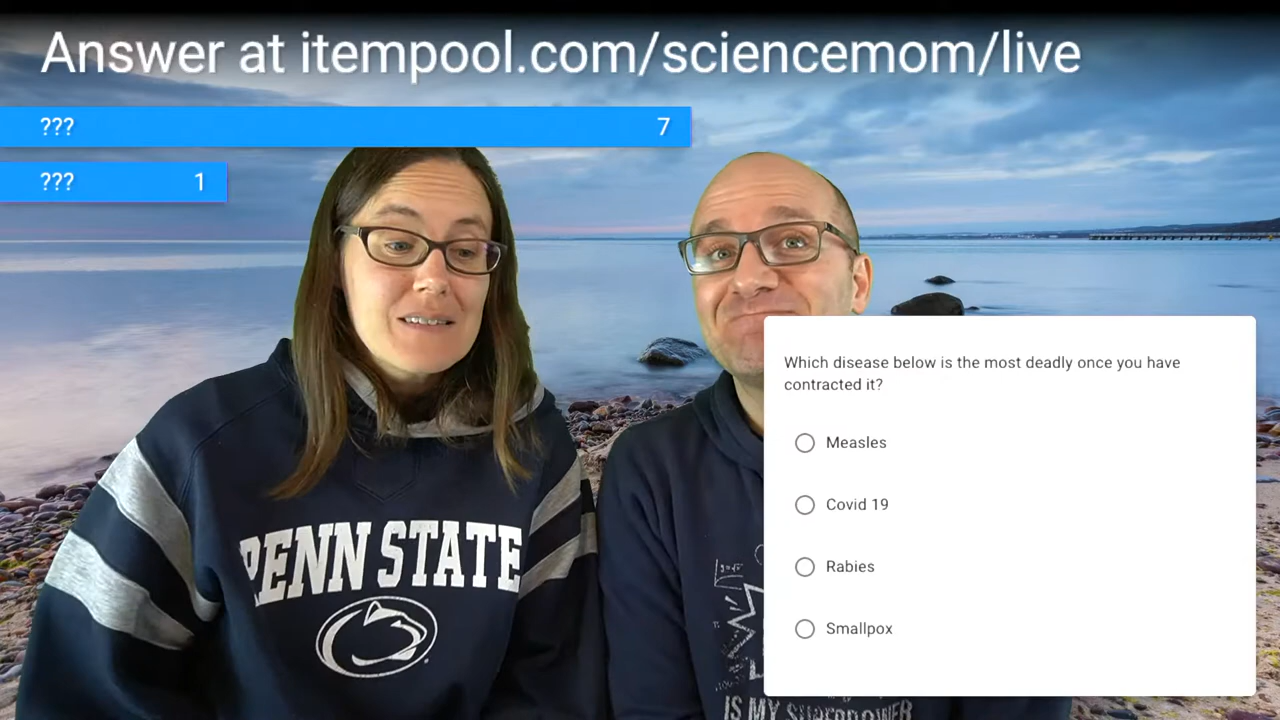 Answer at itempool.com/sciencemom/live
??? 7
??? 1
Which disease below is the most deadly once you have
contracted it?
Measles
Covid 19
Rabies
Smallpox
PENN STATE
IS MY SUPERPOWER